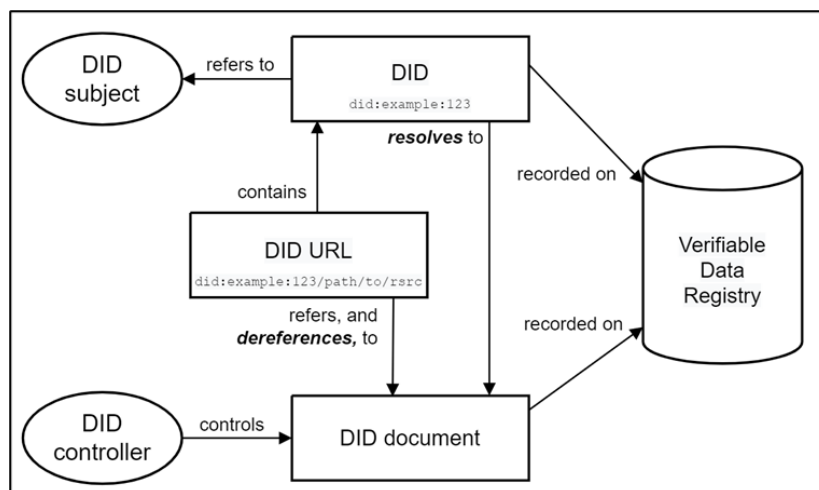 DID
subject
refers to
DID
did:example:123
resolves to
recorded on
contains
DID URL
did:example:123/path/to/rsrc
Verifiable
Data
Registry
refers, and
dereferences, to
recorded on
DID
controller
controls
DID document